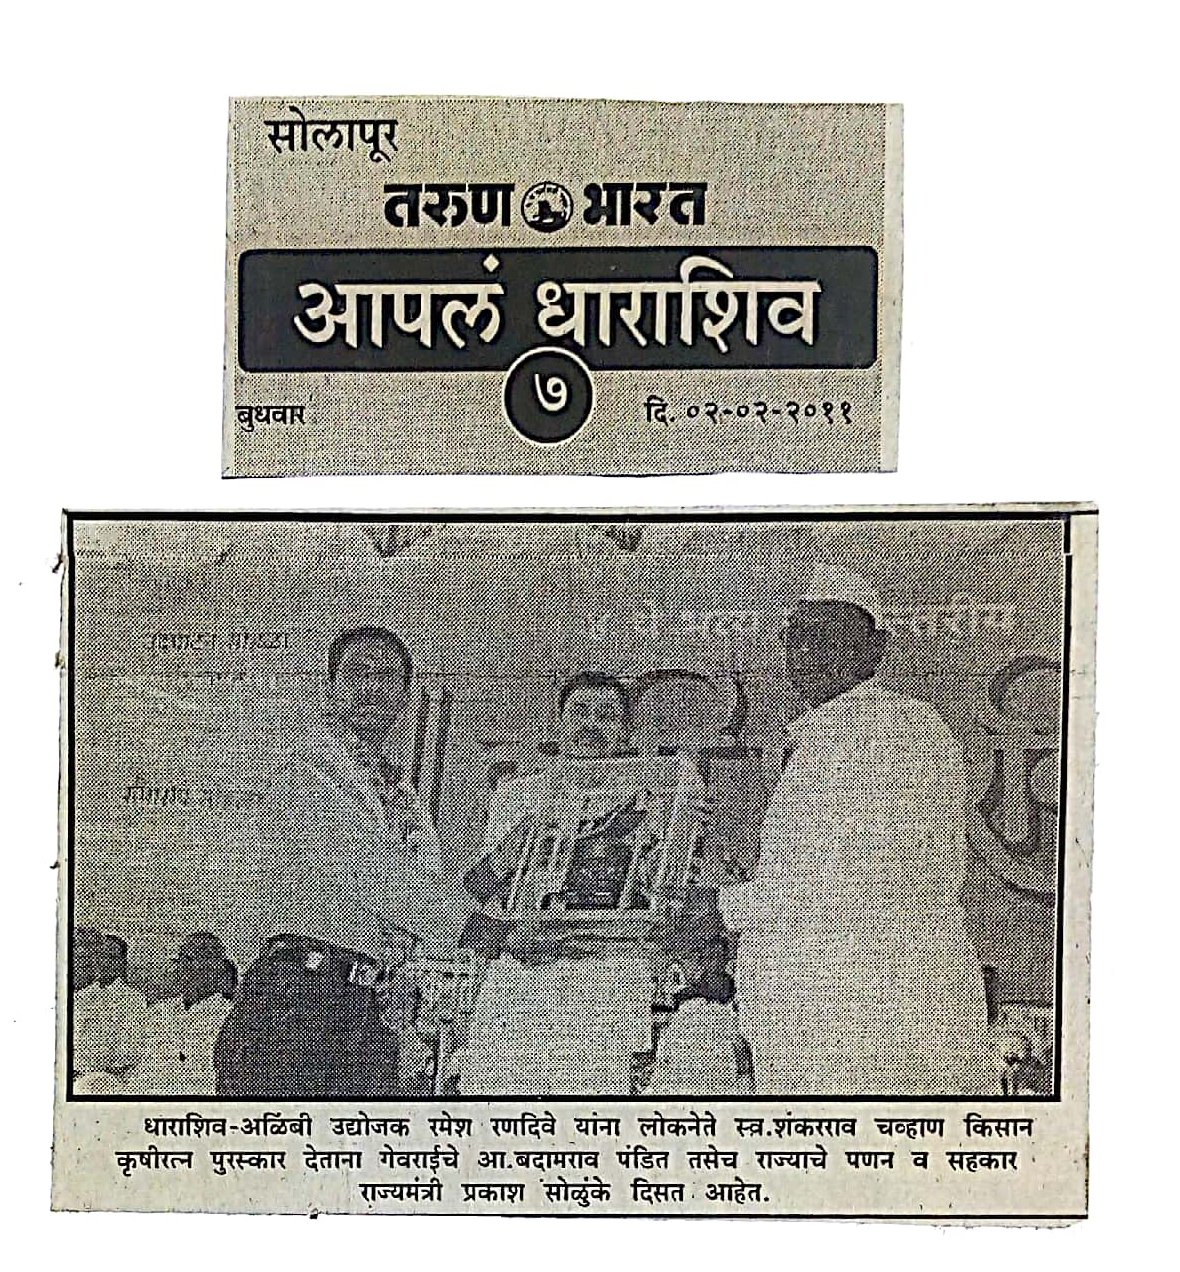 सोलापूर
तरुण भारत
आपलं धाराशिव
७
बुधवार दि. ०२-०२-२०११
धाराशिव-अळिंबी उद्योजक रमेश रणदिवे यांना लोकनेते स्व.शंकरराव चव्हाण किसान
कृषीरत्न पुरस्कार देताना गेवराईचे आ.बदामराव पंडित तसेच राज्याचे पणन व सहकार
राज्यमंत्री प्रकाश सोळुंके दिसत आहेत.